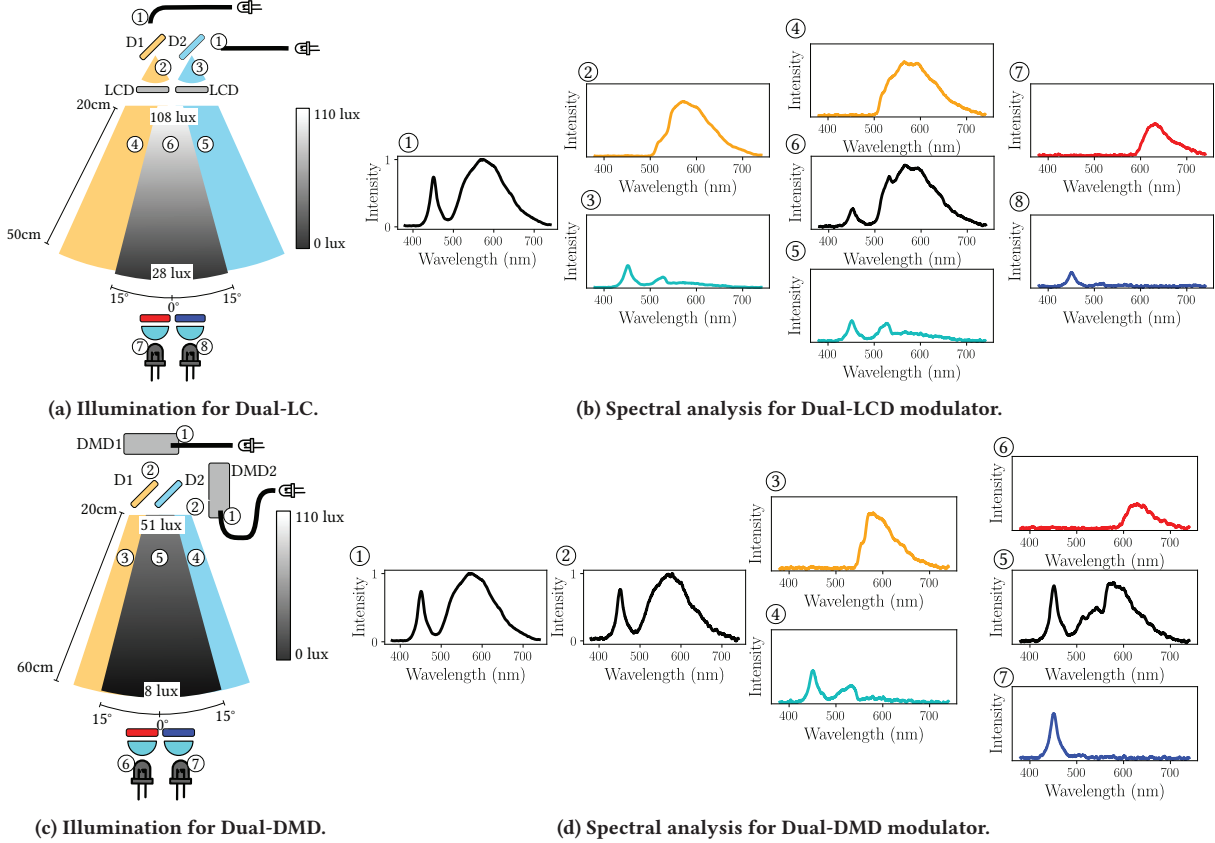 ①
D1 D2 ①
② ③
LCD LCD
20cm
108 lux
110 lux
④ ⑥ ⑤
50cm
0 lux
28 lux
15° 0° 15°
⑦ ⑧
(a) Illumination for Dual-LC.
①
Intensity
1
0
400 500 600 700
Wavelength (nm)
②
Intensity
400 500 600 700
Wavelength (nm)
③
Intensity
400 500 600 700
Wavelength (nm)
④
Intensity
400 500 600 700
Wavelength (nm)
⑥
Intensity
400 500 600 700
Wavelength (nm)
⑤
Intensity
400 500 600 700
Wavelength (nm)
⑦
Intensity
400 500 600 700
Wavelength (nm)
⑧
Intensity
400 500 600 700
Wavelength (nm)
(b) Spectral analysis for Dual-LCD modulator.
DMD1 ①
② DMD2
D1 D2
② ①
20cm
51 lux
110 lux
③ ⑤ ④
60cm
0 lux
8 lux
15° 0° 15°
⑥ ⑦
(c) Illumination for Dual-DMD.
①
Intensity
1
0
400 500 600 700
Wavelength (nm)
②
Intensity
1
0
400 500 600 700
Wavelength (nm)
③
Intensity
400 500 600 700
Wavelength (nm)
④
Intensity
400 500 600 700
Wavelength (nm)
⑥
Intensity
400 500 600 700
Wavelength (nm)
⑤
Intensity
400 500 600 700
Wavelength (nm)
⑦
Intensity
400 500 600 700
Wavelength (nm)
(d) Spectral analysis for Dual-DMD modulator.